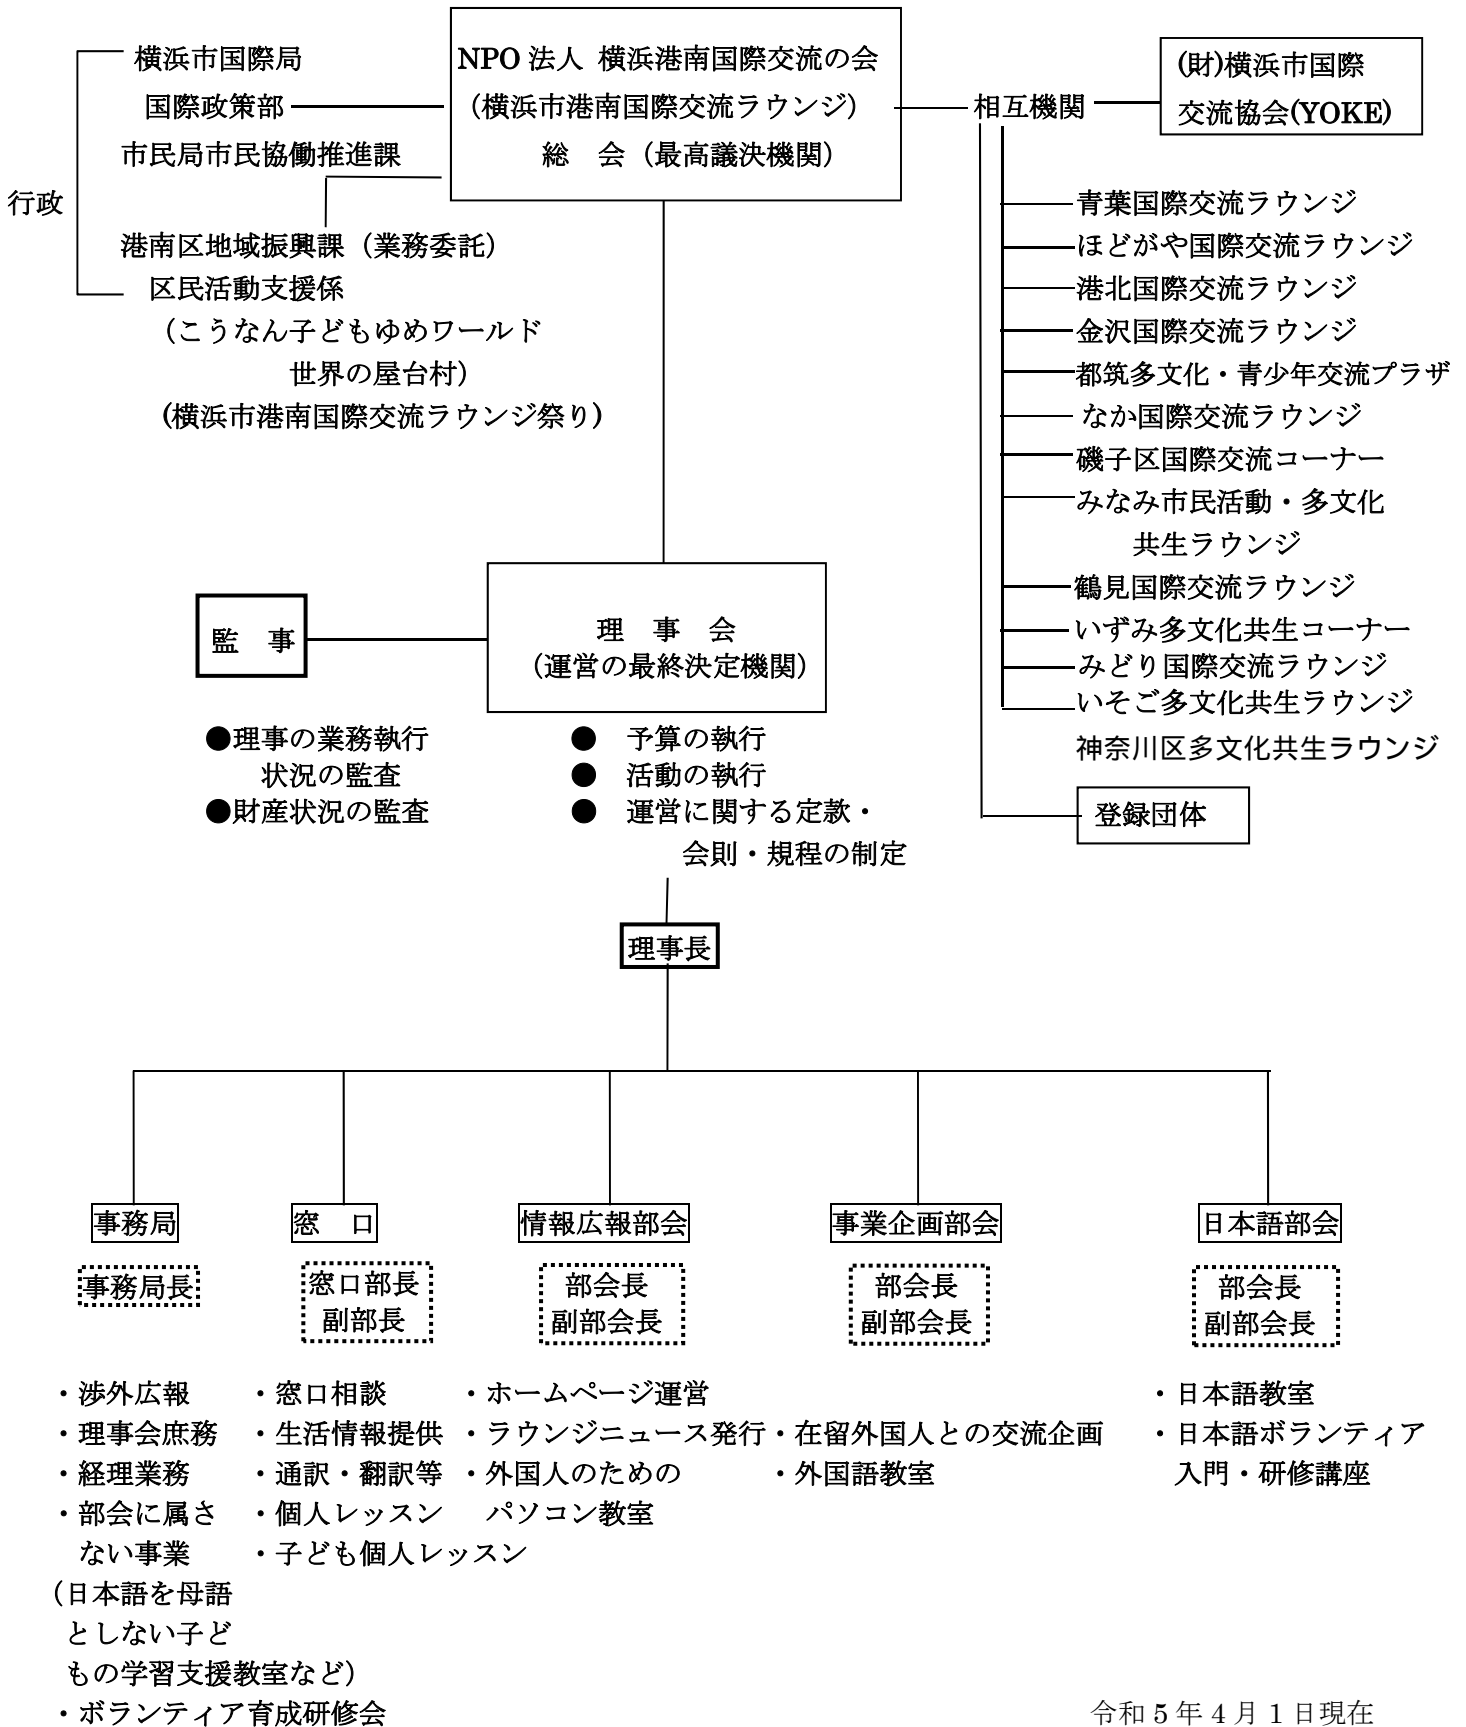 横浜市国際局
国際政策部
市民局市民協働推進課
行政
港南区地域振興課（業務委託）
区民活動支援係
（こうなん子どもゆめワールド
世界の屋台村）
(横浜市港南国際交流ラウンジ祭り)
NPO 法人 横浜港南国際交流の会
（横浜市港南国際交流ラウンジ）
総　会（最高議決機関）
相互機関
(財)横浜市国際
交流協会(YOKE)
青葉国際交流ラウンジ
ほどがや国際交流ラウンジ
港北国際交流ラウンジ
金沢国際交流ラウンジ
都筑多文化・青少年交流プラザ
なか国際交流ラウンジ
磯子区国際交流コーナー
みなみ市民活動・多文化
共生ラウンジ
鶴見国際交流ラウンジ
いずみ多文化共生コーナー
みどり国際交流ラウンジ
いそご多文化共生ラウンジ
神奈川区多文化共生ラウンジ
登録団体
監　事
理　事　会
（運営の最終決定機関）
●理事の業務執行
状況の監査
●財産状況の監査
●　予算の執行
●　活動の執行
●　運営に関する定款・
会則・規程の制定
理事長
事務局
事務局長
・渉外広報
・理事会庶務
・経理業務
・部会に属さ
ない事業
（日本語を母語
としない子ど
もの学習支援教室など）
・ボランティア育成研修会
窓　口
窓口部長
副部長
・窓口相談
・生活情報提供
・通訳・翻訳等
・個人レッスン
・子ども個人レッスン
情報広報部会
部会長
副部会長
・ホームページ運営
・ラウンジニュース発行
・外国人のための
パソコン教室
事業企画部会
部会長
副部会長
・在留外国人との交流企画
・外国語教室
日本語部会
部会長
副部会長
・日本語教室
・日本語ボランティア
入門・研修講座
令和 5 年 4 月 1 日現在